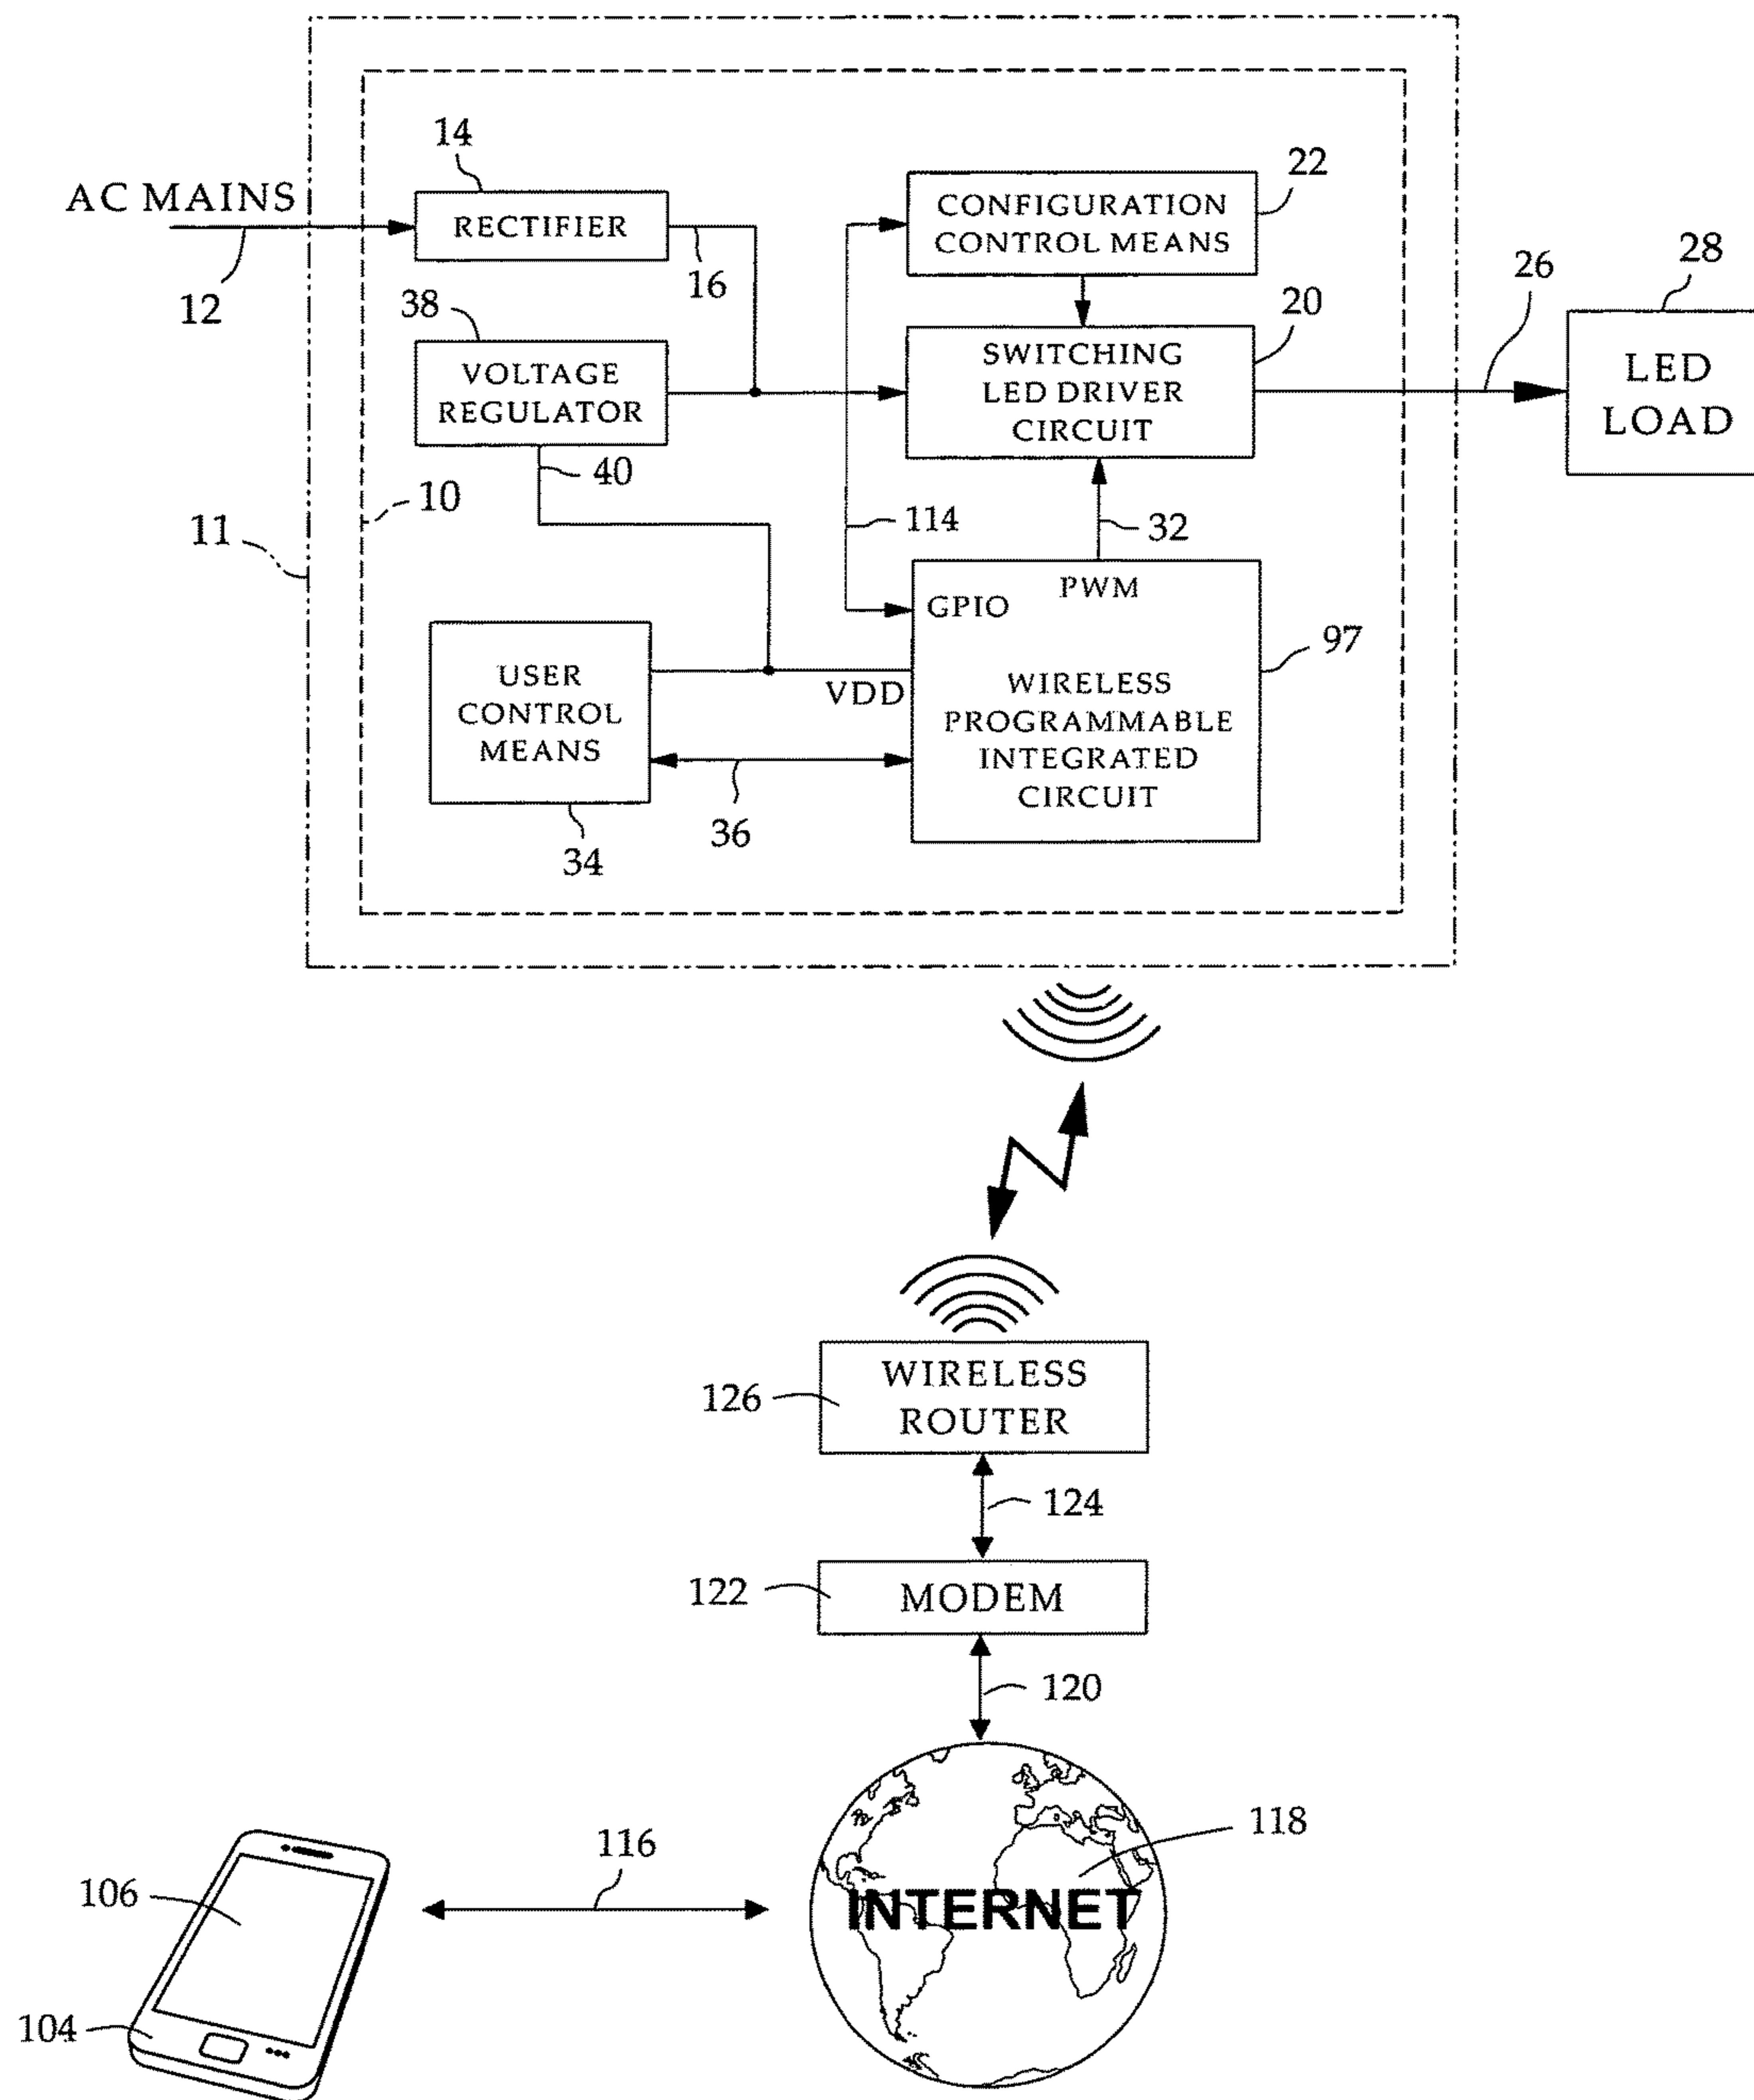 14
22
AC MAINS
RECTIFIER
CONFIGURATION
CONTROL MEANS
12
16
38
20
26
28
VOLTAGE
REGULATOR
SWITCHING
LED DRIVER
CIRCUIT
LED
LOAD
40
10
11
114
32
PWM
GPIO
97
USER
CONTROL
MEANS
VDD
WIRELESS
PROGRAMMABLE
INTEGRATED
CIRCUIT
36
34
126
WIRELESS
ROUTER
124
122
MODEM
120
118
116
106
INTERNET
104